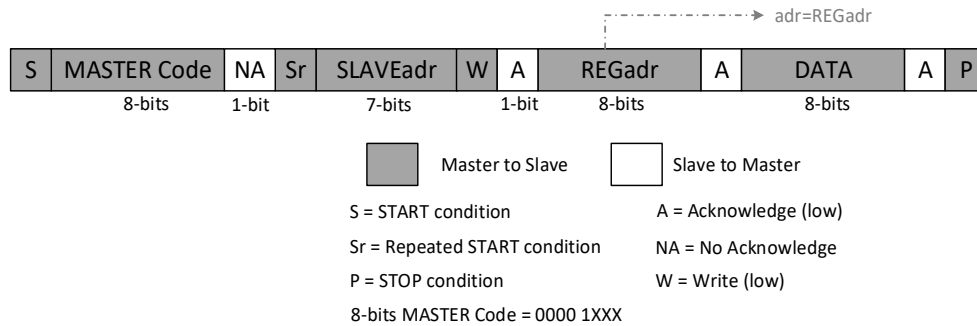 adr=REGadr
S MASTER Code NA Sr SLAVEadr W A REGadr A DATA A P
8-bits 1-bit 7-bits 1-bit 8-bits 8-bits
Master to Slave Slave to Master
S = START condition A = Acknowledge (low)
Sr = Repeated START condition NA = No Acknowledge
P = STOP condition W = Write (low)
8-bits MASTER Code = 0000 1XXX